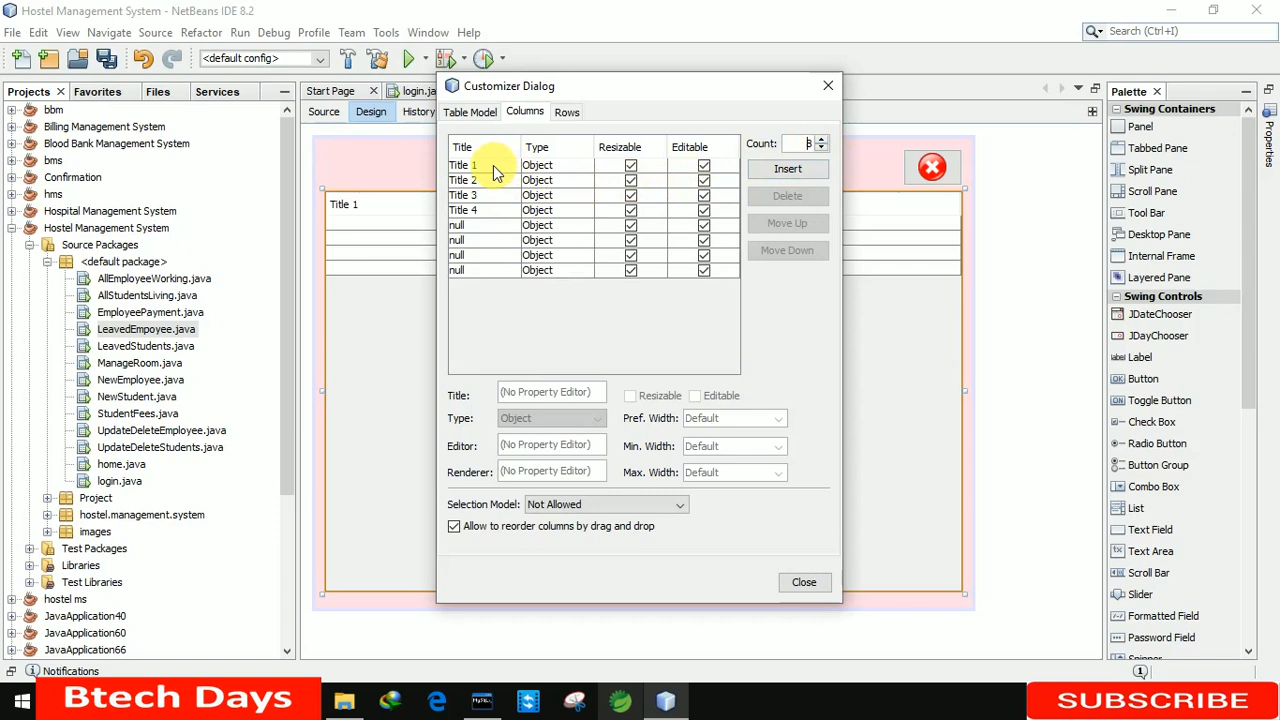 Hostel Management System - NetBeans IDE 8.2
File Edit View Navigate Source Refactor Run Debug Profile Team Tools Window Help
Search (Ctrl+I)
<default config>
Projects Favorites Files Services
Start Page
login.ja
Source Design History
bbm
Billing Management System
Blood Bank Management System
bms
Confirmation
hms
Hospital Management System
Hostel Management System
Source Packages
<default package>
AllEmployeeWorking.java
AllStudentsLiving.java
EmployeePayment.java
LeavedEmpoyee.java
LeavedStudents.java
ManageRoom.java
NewEmployee.java
NewStudent.java
StudentFees.java
UpdateDeleteEmployee.java
UpdateDeleteStudents.java
home.java
login.java
Project
hostel.management.system
images
Test Packages
Libraries
Test Libraries
hostel ms
JavaApplication40
JavaApplication60
JavaApplication66
Title 1
Customizer Dialog
Table Model Columns Rows
Title Type Resizable Editable
Title 1 Object
Title 2 Object
Title 3 Object
Title 4 Object
null Object
null Object
null Object
null Object
Count: 8
Insert
Delete
Move Up
Move Down
Title: (No Property Editor) Resizable Editable
Type: Object Pref. Width: Default
Editor: (No Property Editor) Min. Width: Default
Renderer: (No Property Editor) Max. Width: Default
Selection Model: Not Allowed
Allow to reorder columns by drag and drop
Close
Palette
Swing Containers
Panel
Tabbed Pane
Split Pane
Scroll Pane
Tool Bar
Desktop Pane
Internal Frame
Layered Pane
Swing Controls
JDateChooser
JDayChooser
Label
Button
Toggle Button
Check Box
Radio Button
Button Group
Combo Box
List
Text Field
Text Area
Scroll Bar
Slider
Formatted Field
Password Field
Properties
Notifications
1
Btech Days
SUBSCRIBE